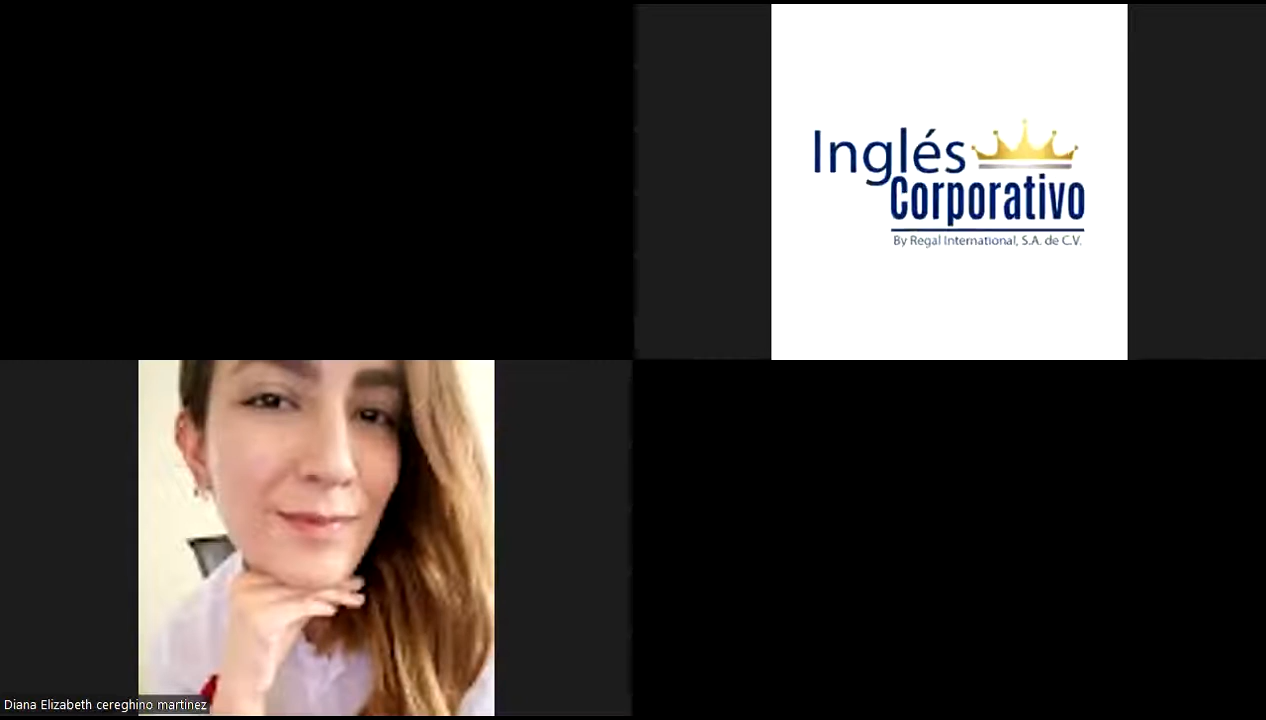 Inglés
Corporativo
By Regal International, S.A. de C.V.
Diana Elizabeth cereghino martinez